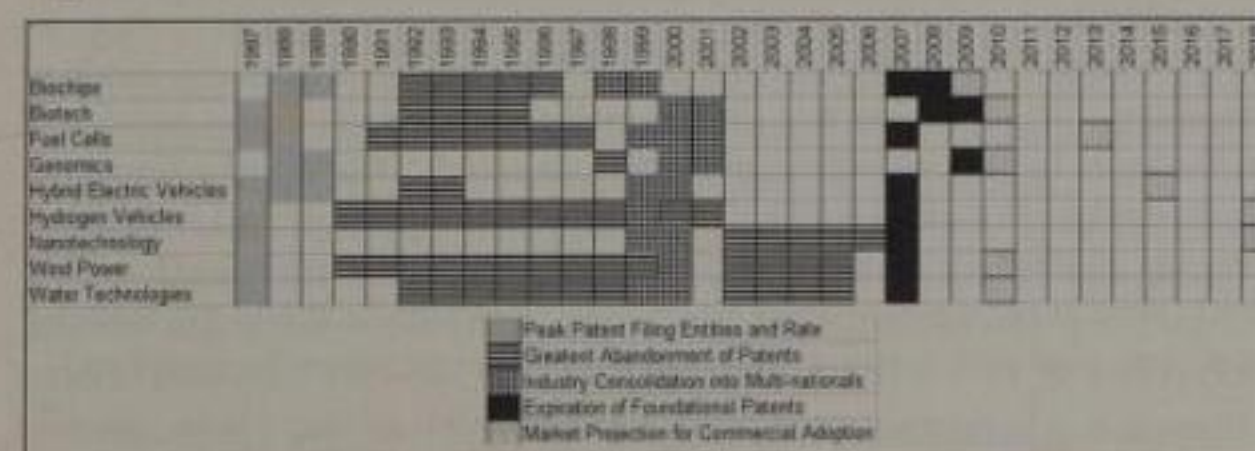 1987 1988 1989 1990 1991 1992 1993 1994 1995 1996 1997 1998 1999 2000 2001 2002 2003 2004 2005 2006 2007 2008 2009 2010 2011 2012 2013 2014 2015 2016 2017
Biochips
Biotech
Fuel Cells
Genomics
Hybrid Electric Vehicles
Hydrogen Vehicles
Nanotechnology
Wind Power
Water Technologies
Peak Patent Filing Entities and Rate
Greatest Abandonment of Patents
Industry Consolidation into Multi-nationals
Expiration of Foundational Patents
Market Projection for Commercial Adoption